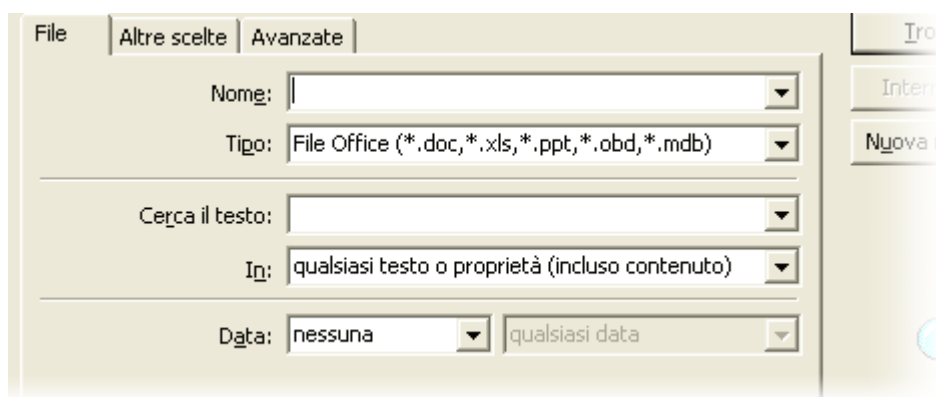 File Altre scelte Avanzate
Nome:
Tipo: File Office (*.doc,*.xls,*.ppt,*.obd,*.mdb)
Nuova
Cerca il testo:
In: qualsiasi testo o proprietà (incluso contenuto)
Data: nessuna qualsiasi data